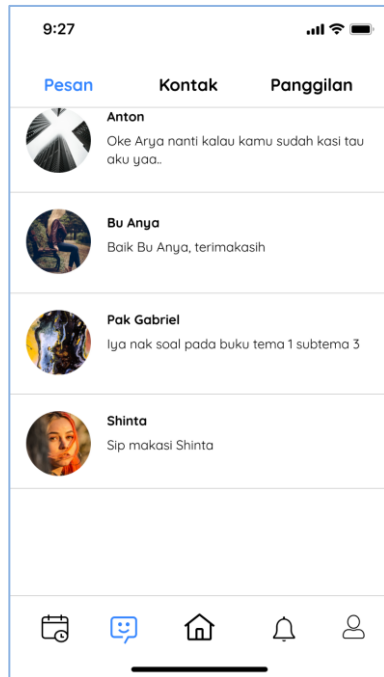 9:27
Pesan Kontak Panggilan
Anton
Oke Arya nanti kalau kamu sudah kasi tau
aku yaa..
Bu Anya
Baik Bu Anya, terimakasih
Pak Gabriel
Iya nak soal pada buku tema 1 subtema 3
Shinta
Sip makasi Shinta